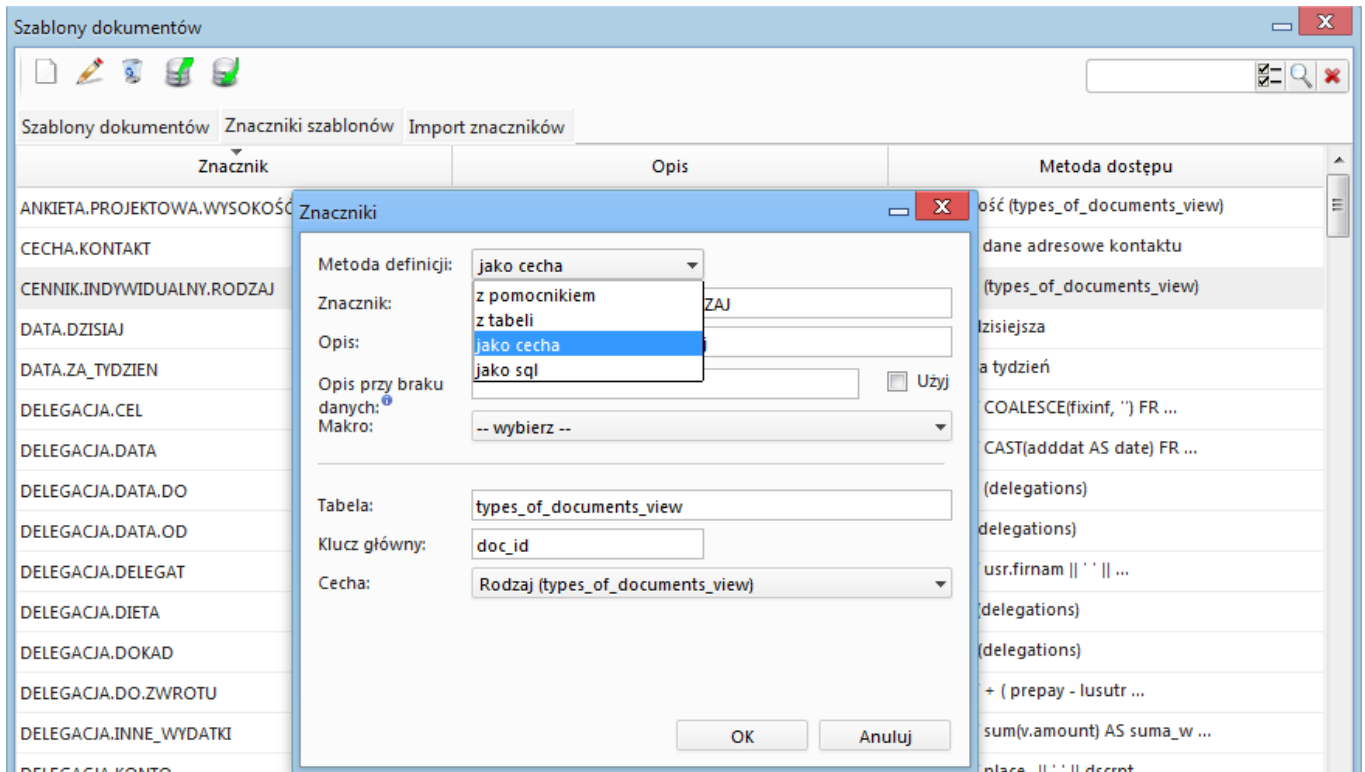 Szablony dokumentów
Szablony dokumentów Znaczniki szablonów Import znaczników
Znacznik Opis Metoda dostępu
ANKIETA.PROJEKTOWA.WYSOKOŚĆ ość (types_of_documents_view)
CECHA.KONTAKT dane adresowe kontaktu
CENNIK.INDYWIDUALNY.RODZAJ (types_of_documents_view)
DATA.DZISIAJ dzisiejsza
DATA.ZA_TYDZIEN a tydzień
DELEGACJA.CEL COALESCE(fixinf, '') FR ...
DELEGACJA.DATA CAST(adddat AS date) FR ...
DELEGACJA.DATA.DO (delegations)
DELEGACJA.DATA.OD delegations)
DELEGACJA.DELEGAT usr.firnam || ' ' || ...
DELEGACJA.DIETA (delegations)
DELEGACJA.DOKAD (delegations)
DELEGACJA.DO.ZWROTU + ( prepay - lusutr ...
DELEGACJA.INNE_WYDATKI sum(v.amount) AS suma_w ...
DELEGACJA.KONTO place || ' ' || dscrpt
Znaczniki
Metoda definicji: jako cecha
z pomocnikiem
Znacznik: ZAJ
z tabeli
Opis: jako cecha
jako sql
Opis przy braku danych: Użyj
Makro: -- wybierz --
Tabela: types_of_documents_view
Klucz główny: doc_id
Cecha: Rodzaj (types_of_documents_view)
OK Anuluj